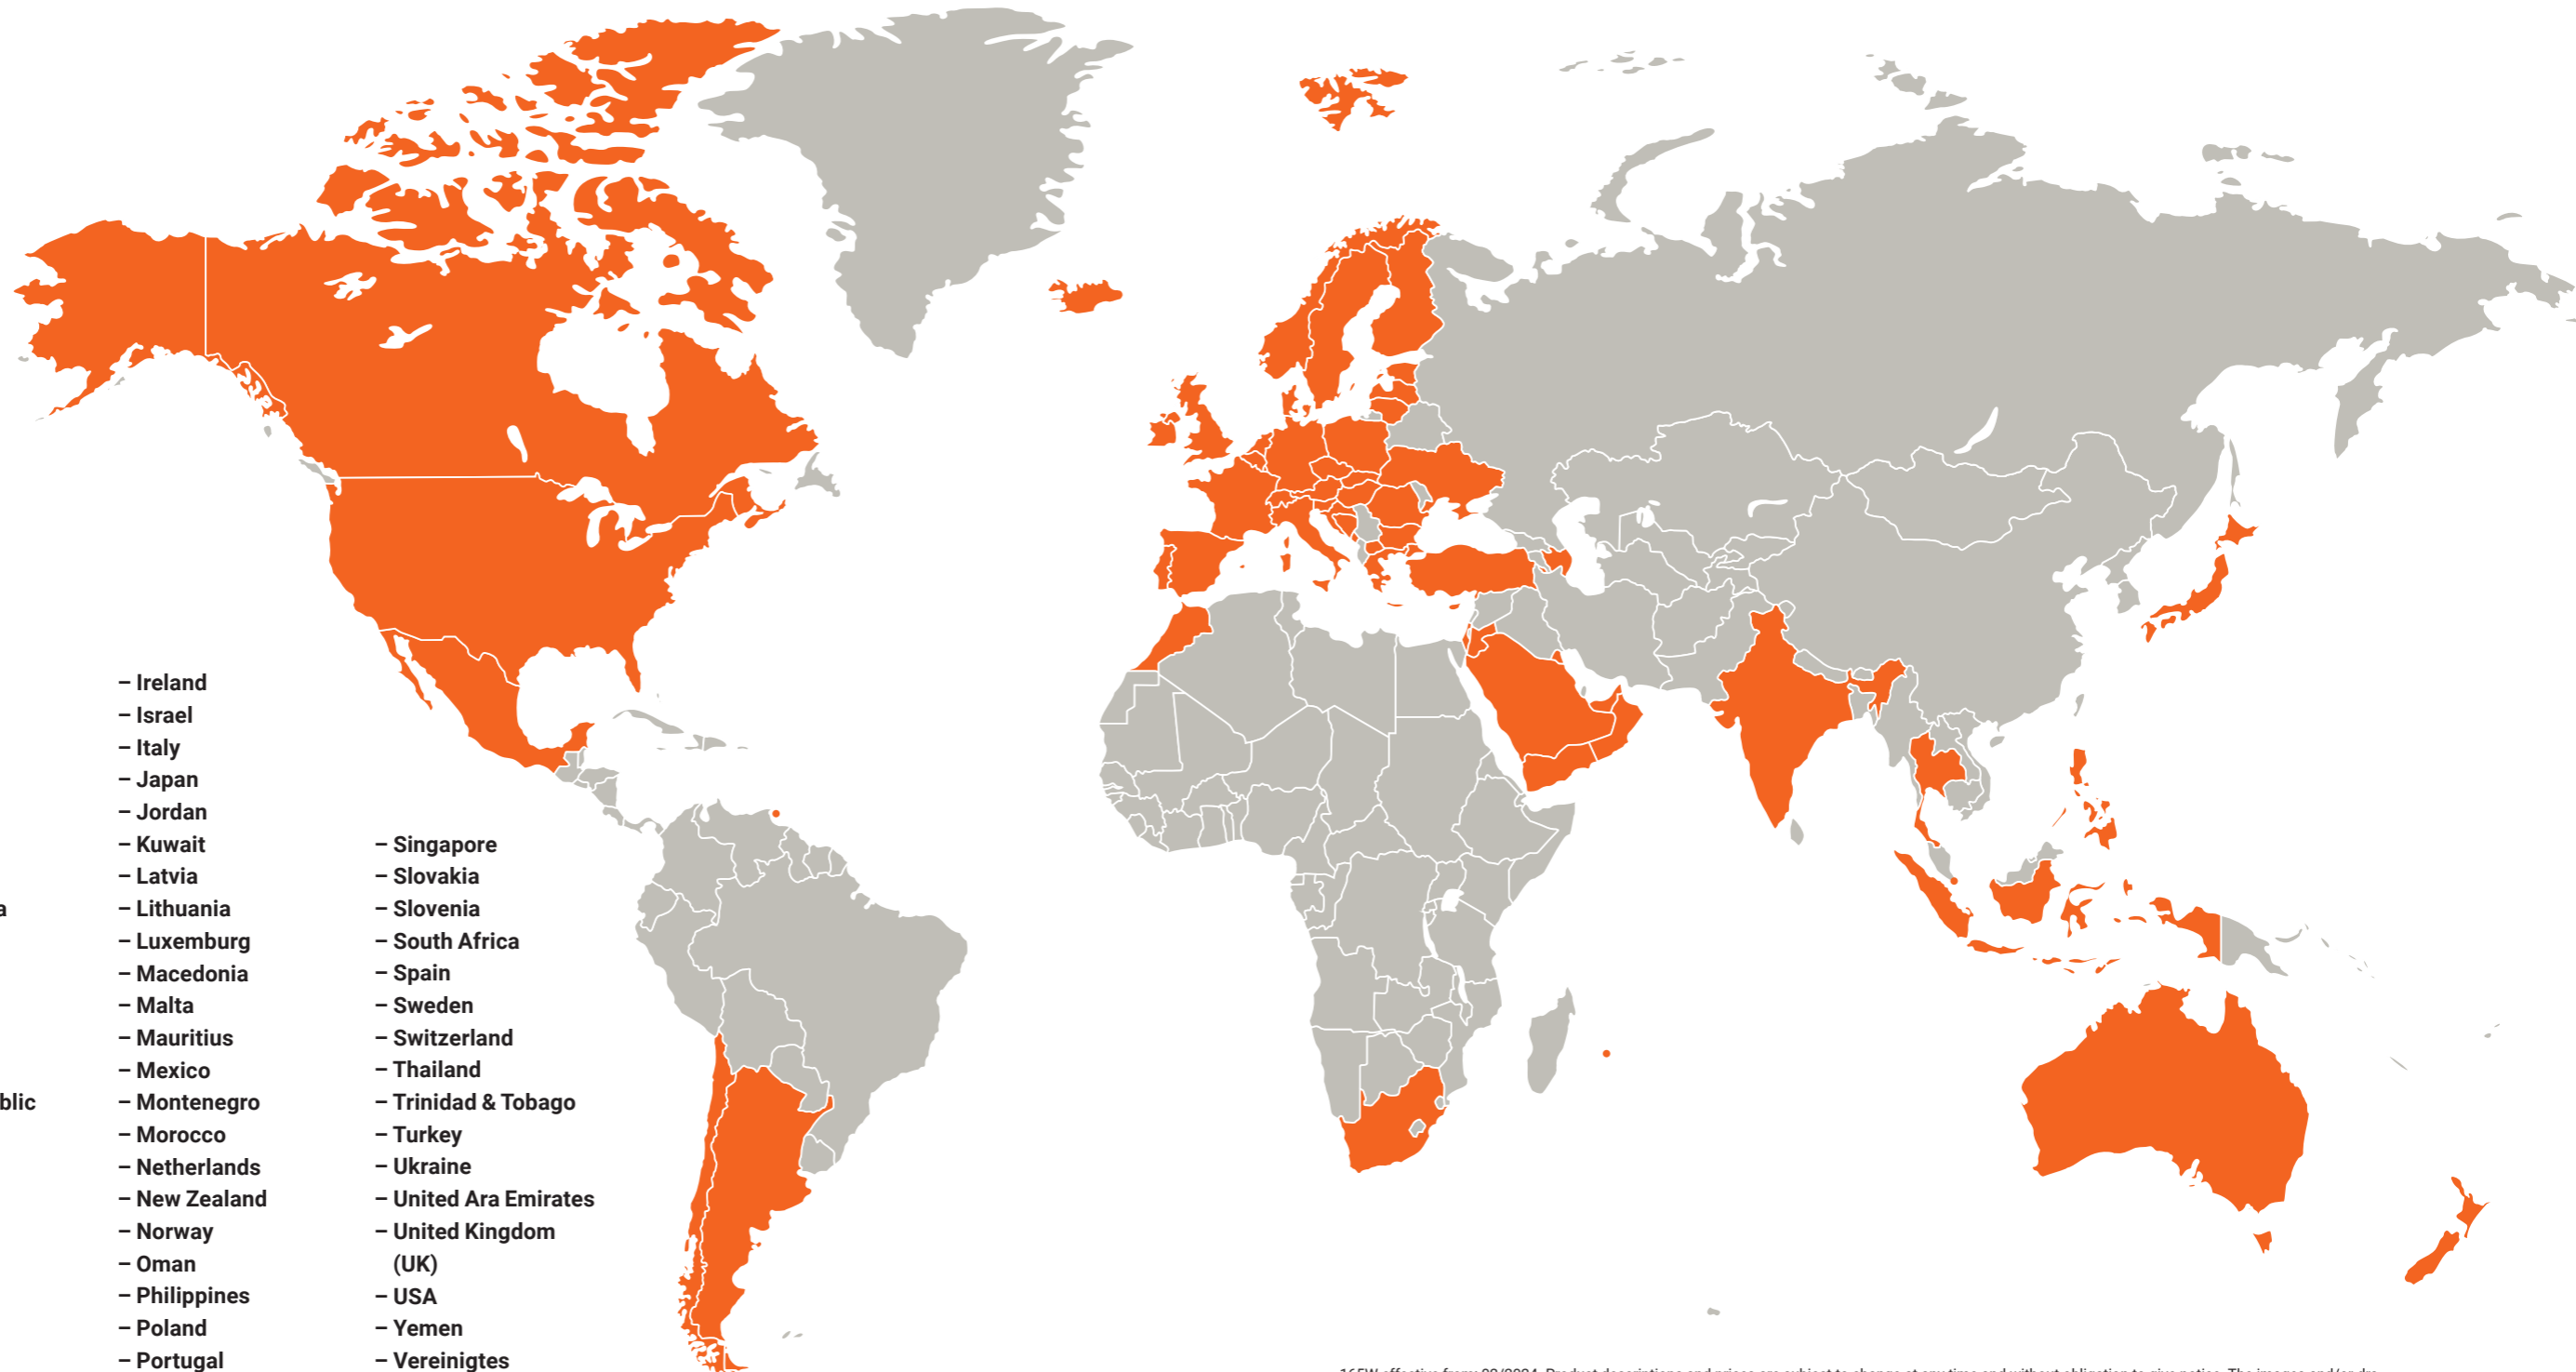 a
blic
– Ireland
– Israel
– Italy
– Japan
– Jordan
– Kuwait
– Latvia
– Lithuania
– Luxemburg
– Macedonia
– Malta
– Mauritius
– Mexico
– Montenegro
– Morocco
– Netherlands
– New Zealand
– Norway
– Oman
– Philippines
– Poland
– Portugal
– Singapore
– Slovakia
– Slovenia
– South Africa
– Spain
– Sweden
– Switzerland
– Thailand
– Trinidad & Tobago
– Turkey
– Ukraine
– United Ara Emirates
– United Kingdom
(UK)
– USA
– Yemen
– Vereinigtes